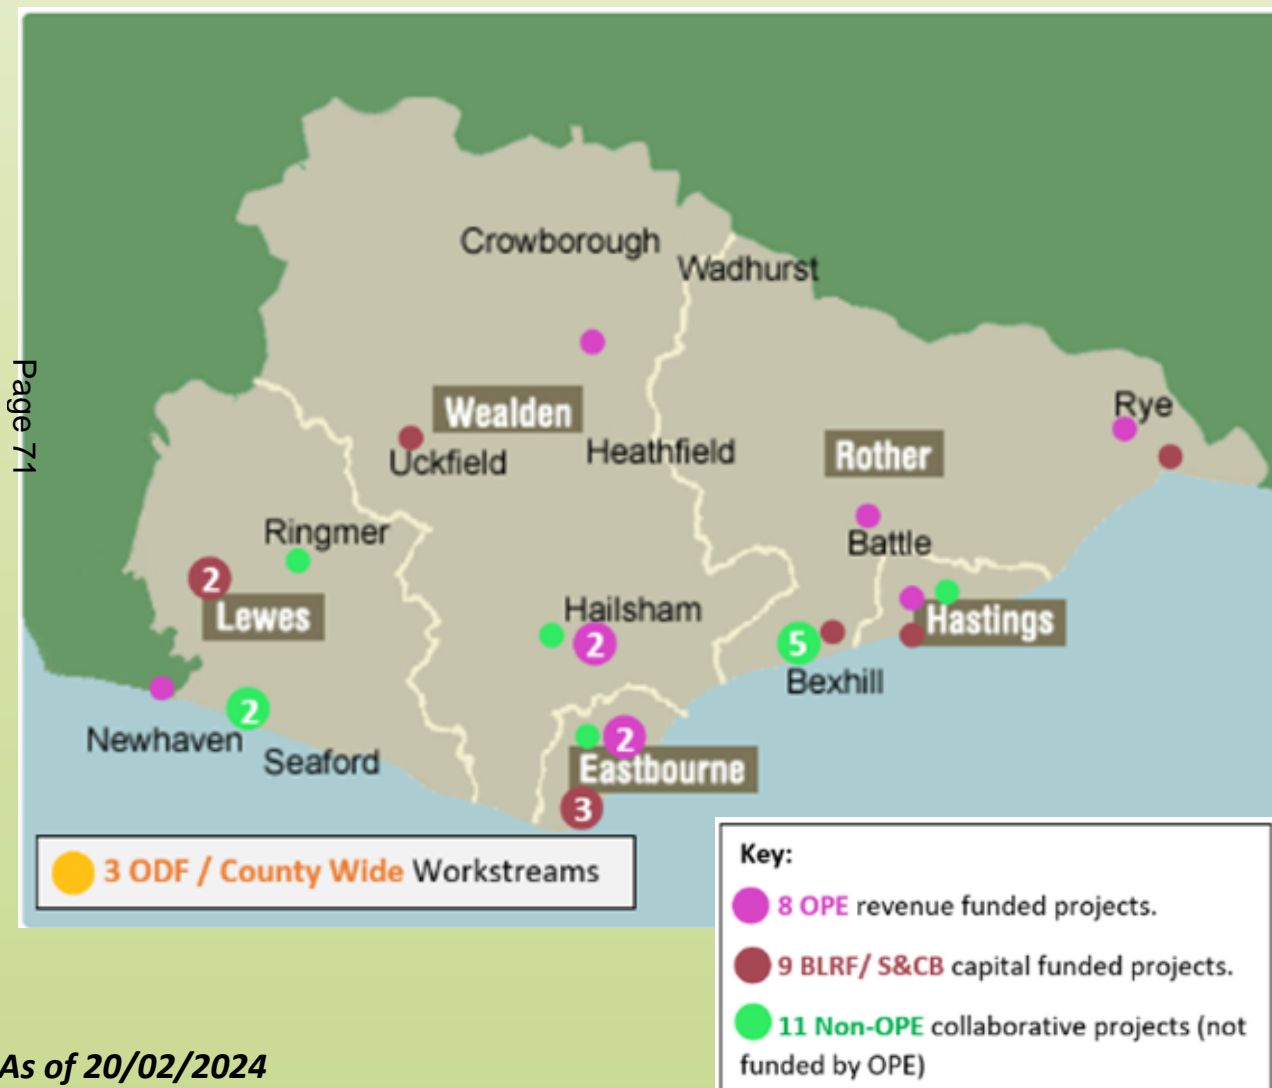 Crowborough
Wadhurst
Page 71
Wealden
Rye
Uckfield
Heathfield
Rother
Ringmer
Battle
2
Lewes
Hailsham
2
Hastings
5
Bexhill
2
Newhaven
Seaford
2
Eastbourne
3
3 ODF / County Wide Workstreams
Key:
8 OPE revenue funded projects.
9 BLRF/ S&CB capital funded projects.
11 Non-OPE collaborative projects (not
funded by OPE)
As of 20/02/2024